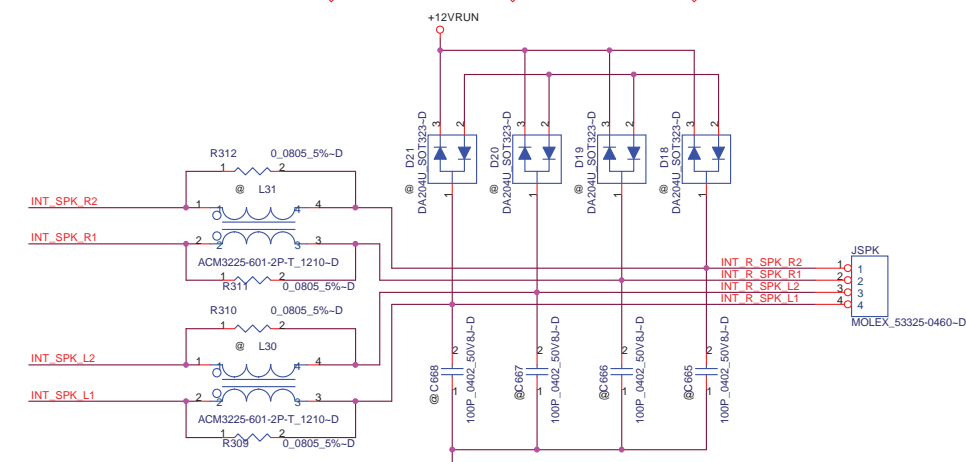 +12VRUN
3 2 3 2 3 2 3 2
D21 D20 D19 D18
@ @ @ @
DA204U_SOT323~D DA204U_SOT323~D DA204U_SOT323~D DA204U_SOT323~D
1 1 1 1
R312 0_0805_5%~D
1 2
@ L31
INT_SPK_R2 1 1 4 4
INT_SPK_R1 2 2 3 3
ACM3225-601-2P-T_1210~D
1 2
R311 0_0805_5%~D
JSPK
INT_R_SPK_R2 1 1
INT_R_SPK_R1 2 2
INT_R_SPK_L2 3 3
INT_R_SPK_L1 4 4
MOLEX_53325-0460~D
R310 0_0805_5%~D
1 2
@ L30
INT_SPK_L2 1 1 4 4
INT_SPK_L1 2 2 3 3
ACM3225-601-2P-T_1210~D
1 2
R309 0_0805_5%~D
2 2 2 2
@C668 @C667 @C666 @C665
1 1 1 1
100P_0402_50V8J~D 100P_0402_50V8J~D 100P_0402_50V8J~D 100P_0402_50V8J~D